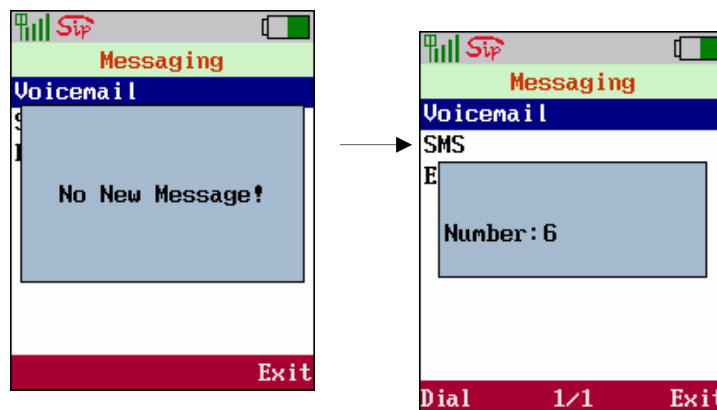 Sip
Messaging
Voicemail
S
No New Message!
Exit
Sip
Messaging
Voicemail
SMS
E
Number:6
Dial 1/1 Exit